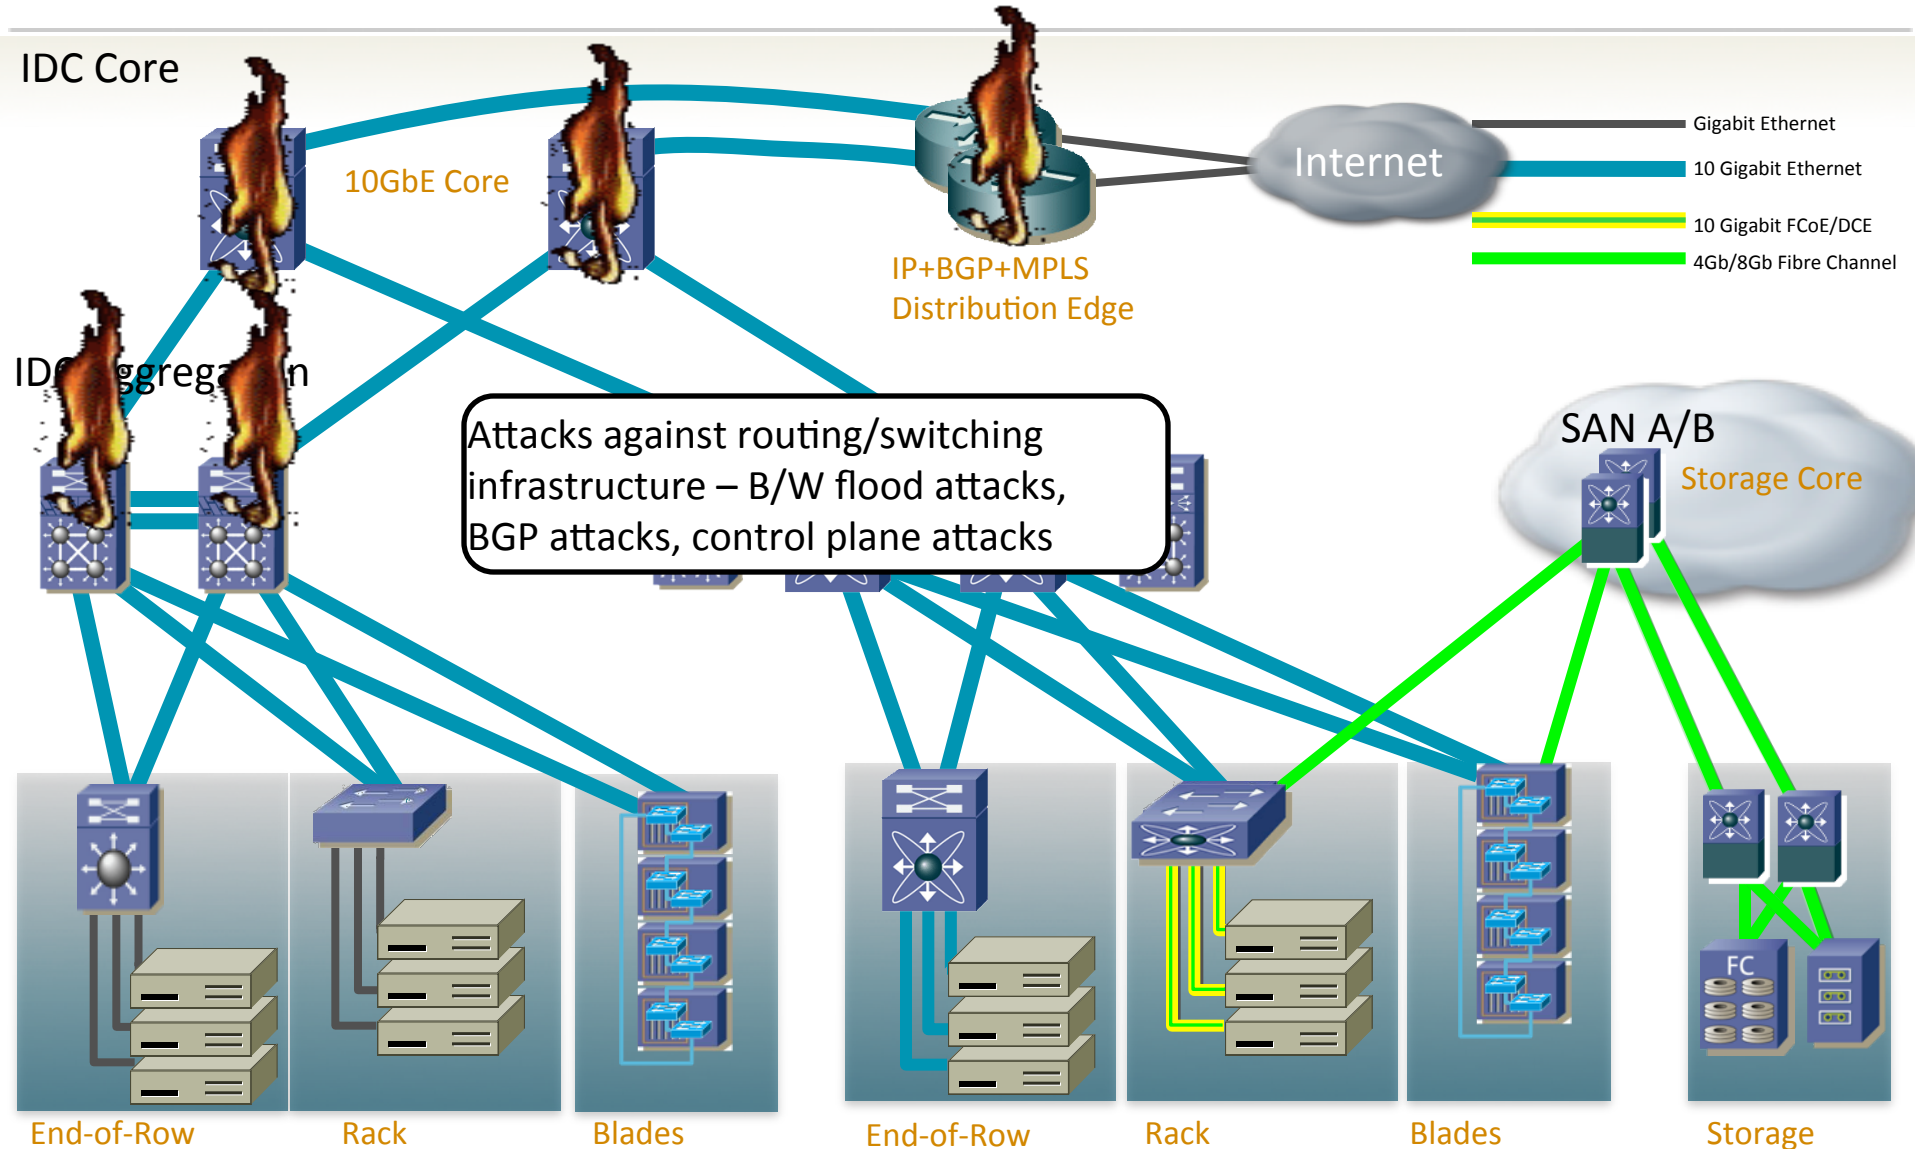 IDC Core
10GbE Core
Internet
Gigabit Ethernet
10 Gigabit Ethernet
10 Gigabit FCoE/DCE
4Gb/8Gb Fibre Channel
IP+BGP+MPLS
Distribution Edge
Attacks against routing/switching
infrastructure – B/W flood attacks,
BGP attacks, control plane attacks
SAN A/B
Storage Core
FC
End-of-Row
Rack
Blades
End-of-Row
Rack
Blades
Storage